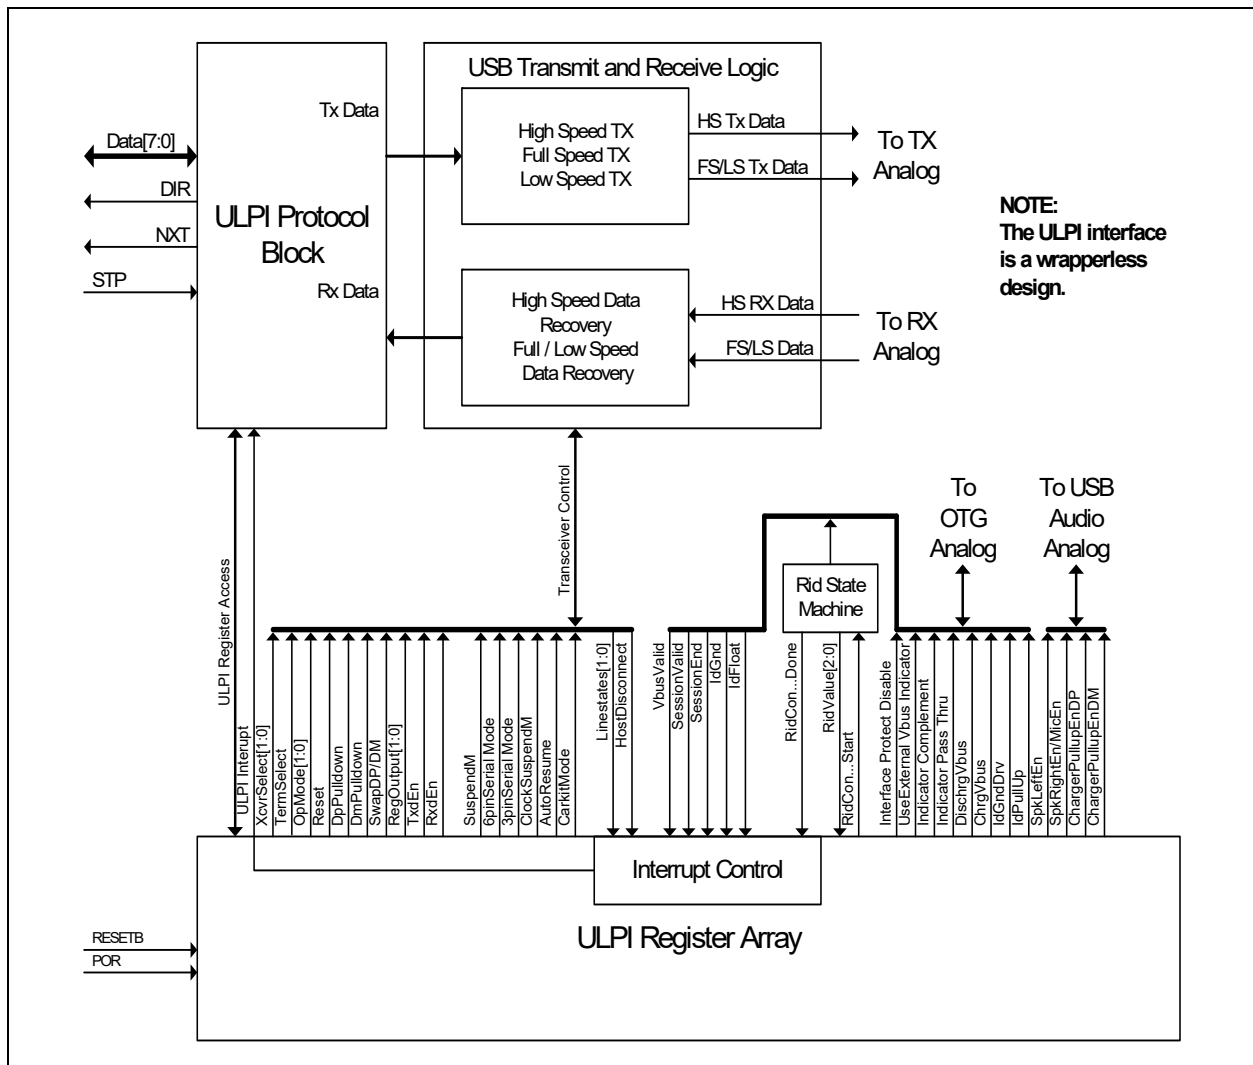 USB Transmit and Receive Logic
Tx Data
High Speed TX
Full Speed TX
Low Speed TX
HS Tx Data
FS/LS Tx Data
To TX
Analog
Data[7:0]
DIR
NXT
STP
ULPI Protocol
Block
Rx Data
High Speed Data
Recovery
Full / Low Speed
Data Recovery
HS RX Data
FS/LS Data
To RX
Analog
NOTE:
The ULPI interface
is a wrapperless
design.
ULPI Register Access
Transceiver Control
To
OTG
Analog
To USB
Audio
Analog
Rid State
Machine
ULPI Interupt
XcvrSelect[1:0]
TermSelect
OpMode[1:0]
Reset
DpPulldown
DmPulldown
SwapDP/DM
RegOutput[1:0]
TxdEn
RxdEn
SuspendM
6pinSerial Mode
3pinSerial Mode
ClockSuspendM
AutoResume
CarkitMode
Linestates[1:0]
HostDisconnect
VbusValid
SessionValid
SessionEnd
IdGnd
IdFloat
RidCon...Done
RidValue[2:0]
RidCon...Start
Interface Protect Disable
UseExternal Vbus Indicator
Indicator Complement
Indicator Pass Thru
DischrgVbus
ChrgVbus
IdGndDrv
IdPullUp
SpkLeftEn
SpkRightEn/MicEn
ChargerPullupEnDP
ChargerPullupEnDM
Interrupt Control
ULPI Register Array
RESETB
POR